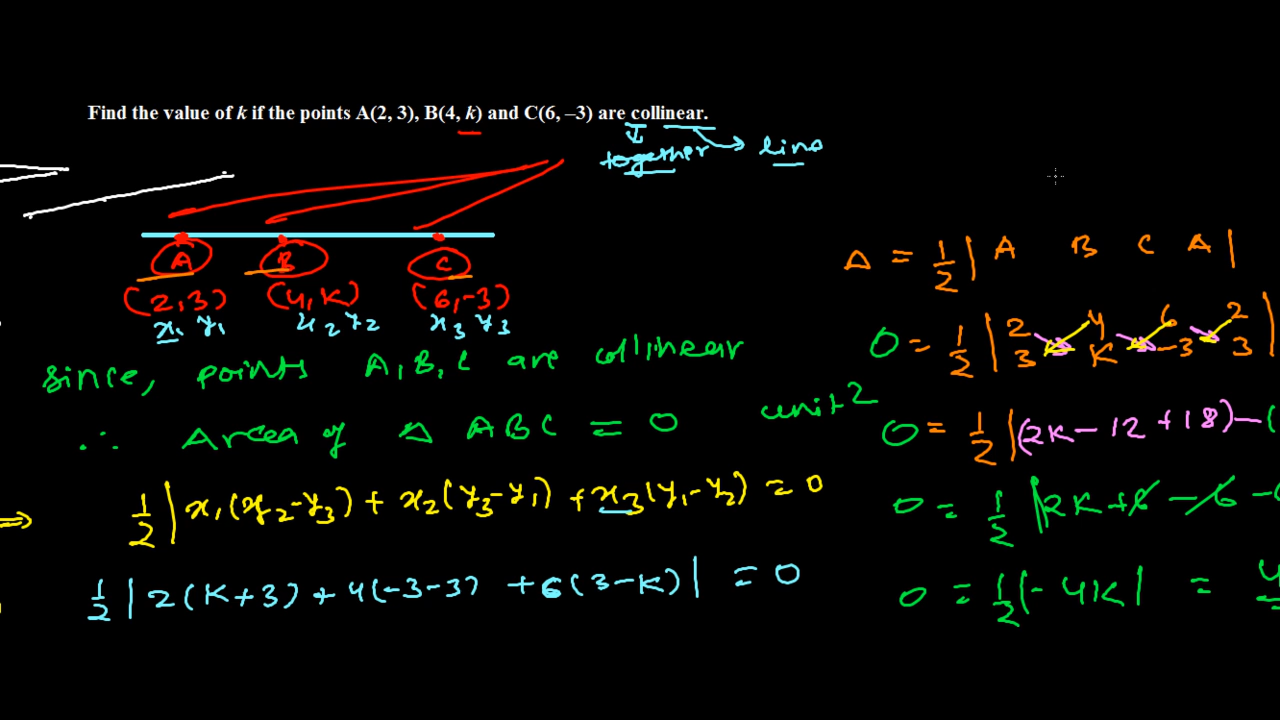 Find the value of k if the points A(2, 3), B(4, k) and C(6, –3) are collinear.
together → line
A B C
(2,3) (4,k) (6,-3)
x₁ y₁ x₂ y₂ x₃ y₃
since, points A,B,C are collinear
∴ Area of Δ ABC = 0 unit²
⇒ 1/2 | x₁(y₂-y₃) + x₂(y₃-y₁) + x₃(y₁-y₂) = 0
1/2 | 2(K+3) + 4(-3-3) + 6(3-K) | = 0
Δ = 1/2 | A B C A |
0 = 1/2 | 2 4 6 2 |
3 K -3 3
0 = 1/2 | (2K - 12 + 18) - (
0 = 1/2 | 2K + 6 - 6 -
0 = 1/2 | - 4K | = 4